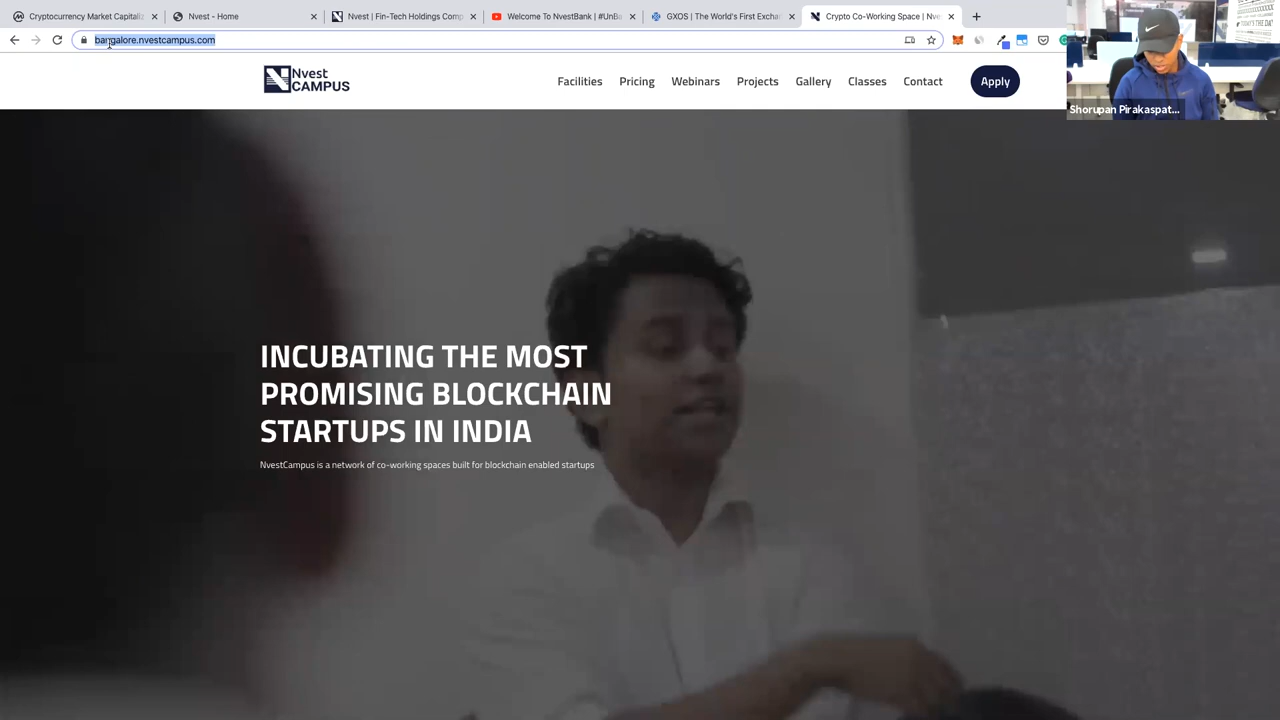 Cryptocurrency Market Capitaliz
Nvest - Home
Nvest | Fin-Tech Holdings Comp
Welcome To NvestBank | #UnBo
GXOS | The World's First Excha
Crypto Co-Working Space | Nve
bangalore.nvestcampus.com
Nvest
CAMPUS
Facilities
Pricing
Webinars
Projects
Gallery
Classes
Contact
Apply
Shorupan Pirakaspat...
INCUBATING THE MOST
PROMISING BLOCKCHAIN
STARTUPS IN INDIA
NvestCampus is a network of co-working spaces built for blockchain enabled startups